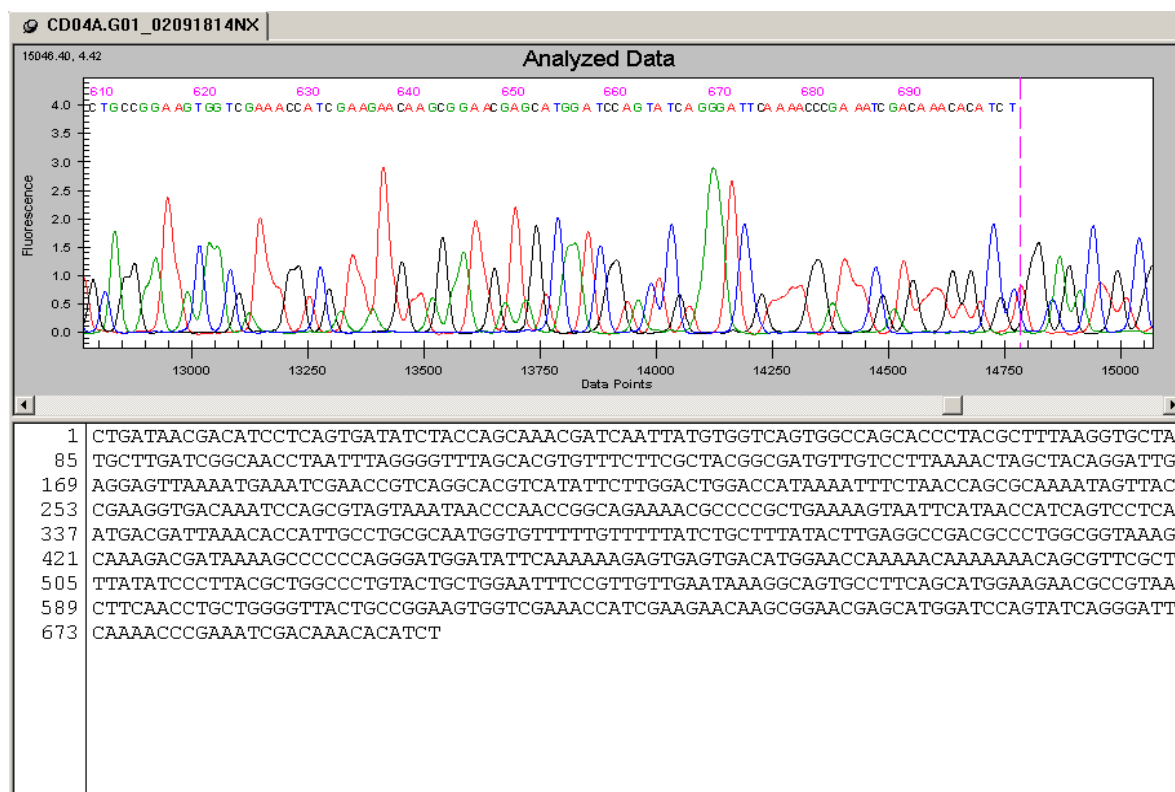 CD04A.G01_02091814NX
15046.40, 4.42
Analyzed Data
610 620 630 640 650 660 670 680 690
CTGCCGGAAGTGGTCGAAACCATCGAAGAACAAGCGGAACGAGCATGGATCCAGTATCAGGGATTCAAAACCCGAAATCGACAAACACATCT
4.0
3.5
3.0
2.5
2.0
1.5
1.0
0.5
0.0
Fluorescence
13000 13250 13500 13750 14000 14250 14500 14750 15000
Data Points
1 CTGATAACGACATCCTCAGTGATATCTACCAGCAAACGATCAATTATGTGGTCAGTGGCCAGCACCCTACGCTTTAAGGTGCTA
85 TGCTTGATCGGCAACCTAATTTAGGGGTTTAGCACGTGTTTCTTCGCTACGGCGATGTTGTCCTTAAAACTAGCTACAGGATTG
169 AGGAGTTAAAATGAAATCGAACCGTCAGGCACGTCATATTCTTGGACTGGACCATAAAATTTCTAACCAGCGCAAAATAGTTAC
253 CGAAGGTGACAAATCCAGCGTAGTAAATAACCCAACCGGCAGAAAACGCCCCGCTGAAAAGTAATTCATAACCATCAGTCCTCA
337 ATGACGATTAAACACCATTGCCTGCGCAATGGTGTTTTTGTTTTTATCTGCTTTATACTTGAGGCCGACGCCCTGGCGGTAAAG
421 CAAAGACGATAAAAGCCCCCCAGGGATGGATATTCAAAAAAGAGTGAGTGACATGGAACCAAAAACAAAAAAACAGCGTTCGCT
505 TTATATCCCTTACGCTGGCCCTGTACTGCTGGAATTTCCGTTGTTGAATAAAGGCAGTGCCTTCAGCATGGAAGAACGCCGTAA
589 CTTCAACCTGCTGGGGTTACTGCCGGAAGTGGTCGAAACCATCGAAGAACAAGCGGAACGAGCATGGATCCAGTATCAGGGATT
673 CAAAACCCGAAATCGACAAACACATCT